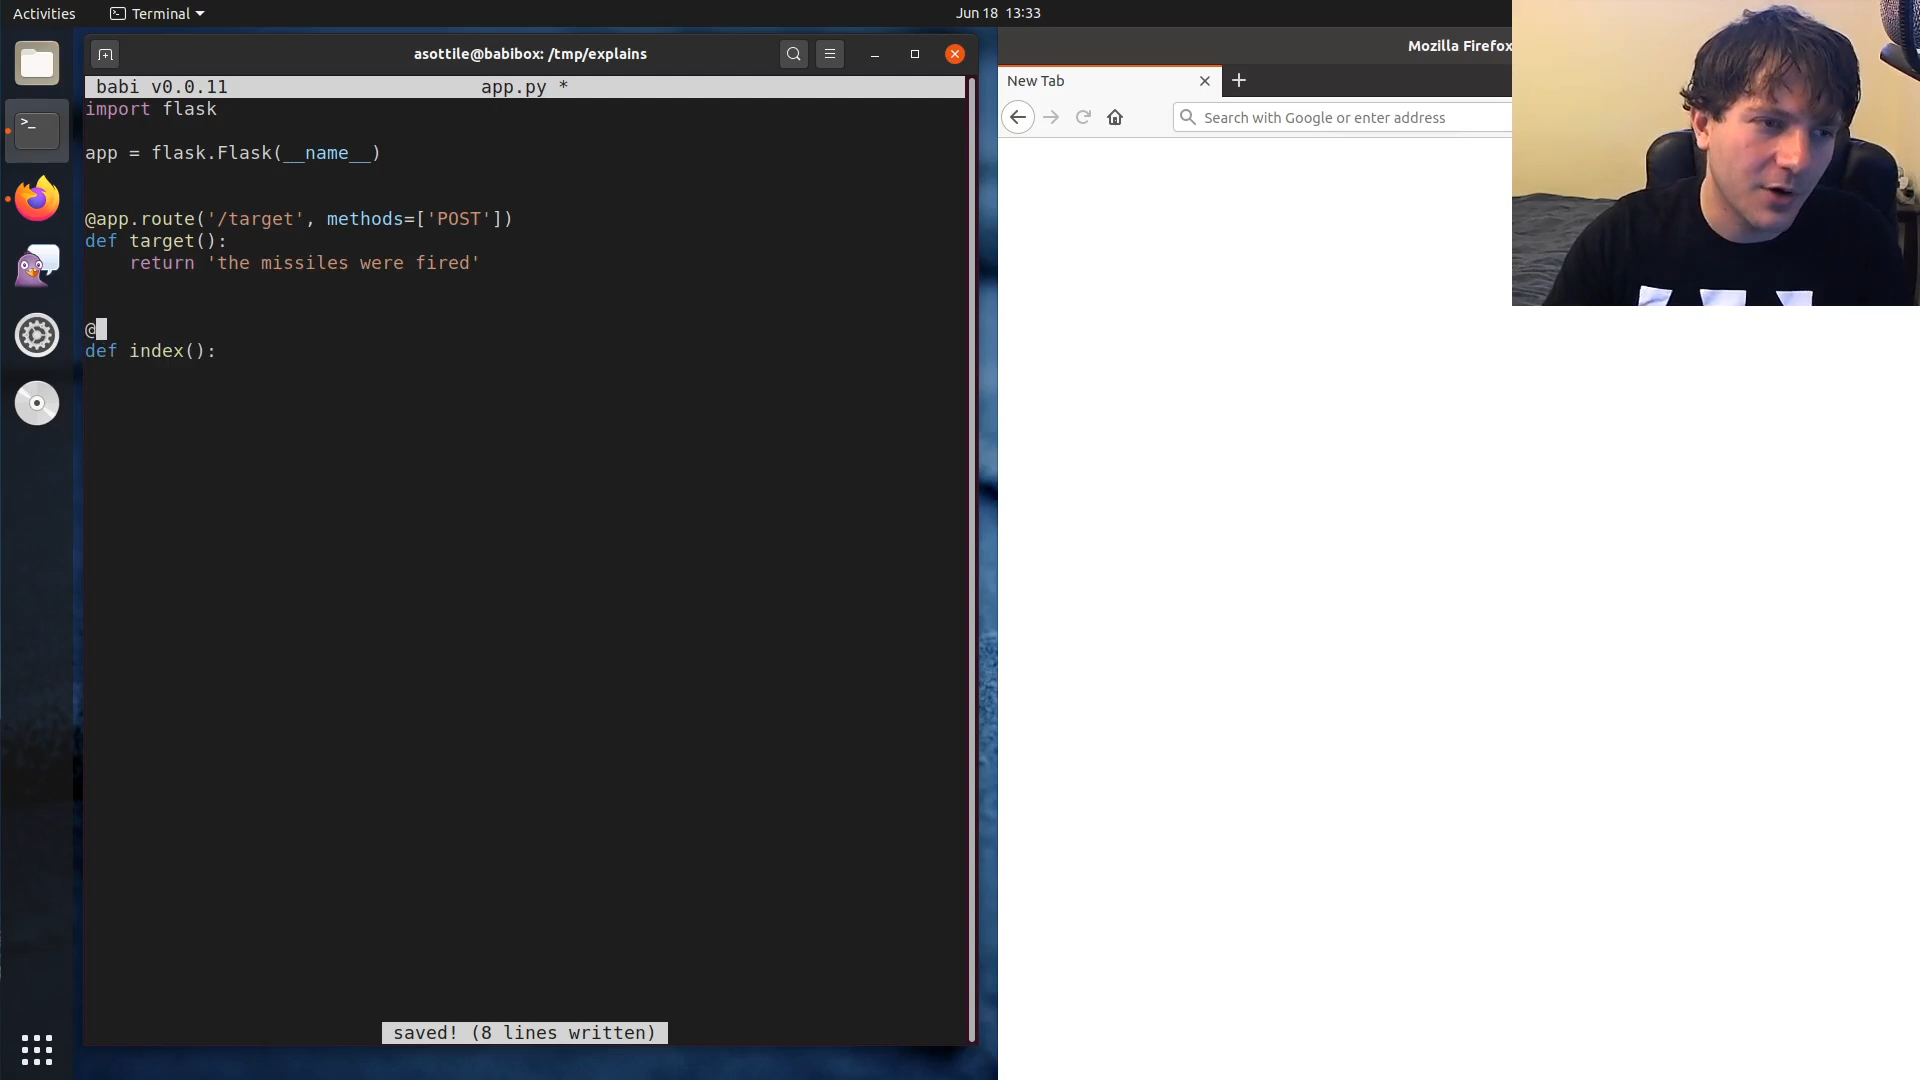 Activities
Terminal
Jun 18 13:33
asottile@babibox: /tmp/explains
babi v0.0.11 app.py *
import flask
app = flask.Flask(__name__)
@app.route('/target', methods=['POST'])
def target():
    return 'the missiles were fired'
@
def index():
saved! (8 lines written)
Mozilla Firefox
New Tab
Search with Google or enter address